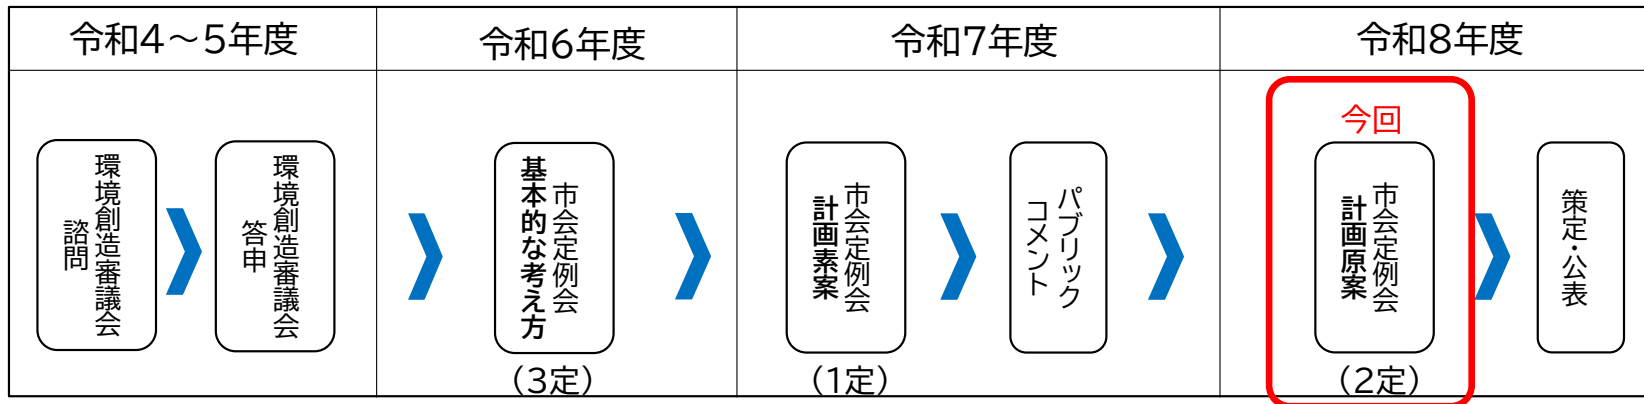 令和4～5年度
令和6年度
令和7年度
令和8年度
環境創造審議会
諮問
環境創造審議会
答申
市会定例会
基本的な考え方
（3定）
市会定例会
計画素案
（1定）
パブリック
コメント
今回
市会定例会
計画原案
（2定）
策定・公表